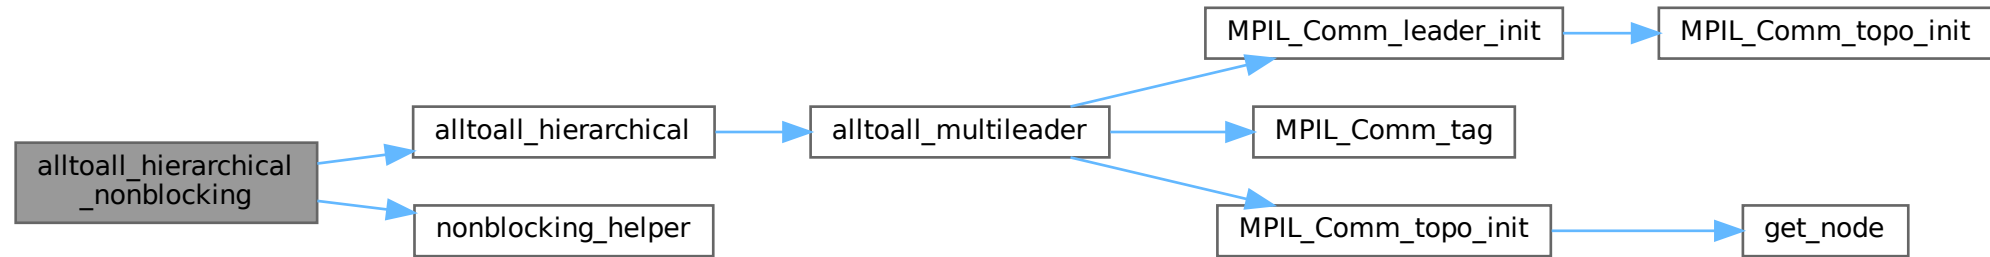 alltoall_hierarchical
_nonblocking
alltoall_hierarchical
nonblocking_helper
alltoall_multileader
MPIL_Comm_leader_init
MPIL_Comm_tag
MPIL_Comm_topo_init
MPIL_Comm_topo_init
get_node